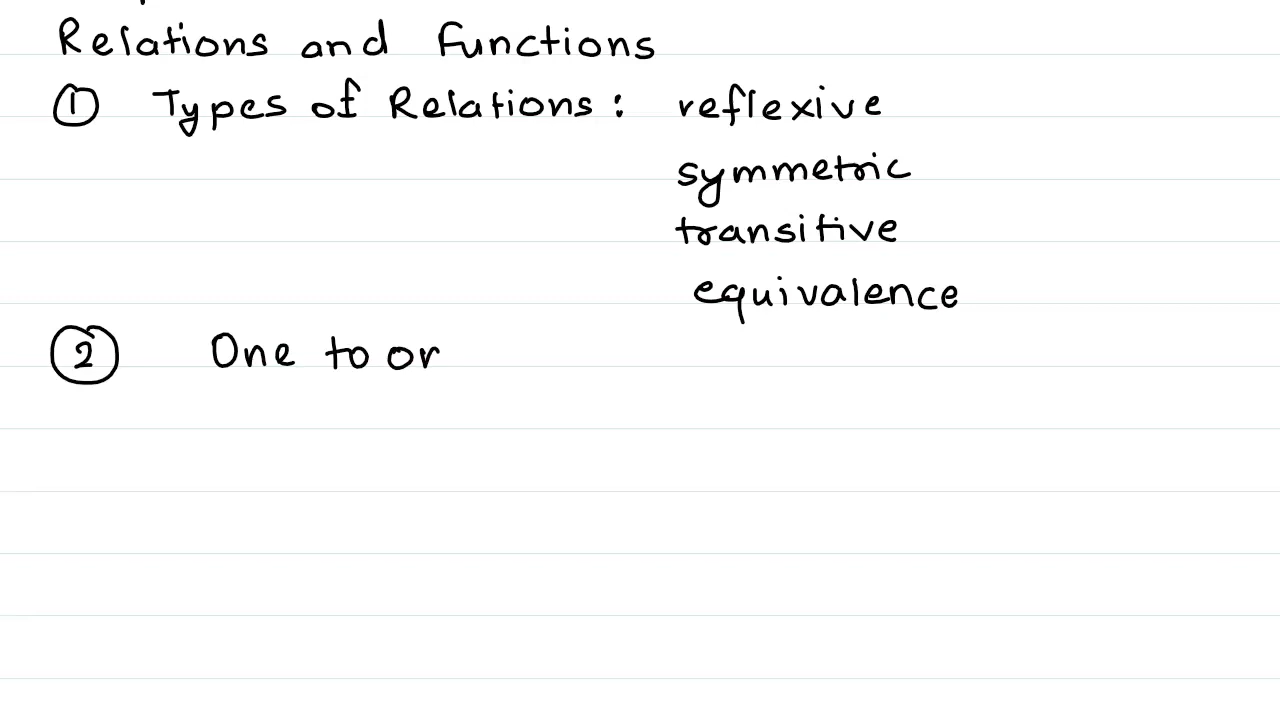 Relations and Functions
① Types of Relations : reflexive
symmetric
transitive
equivalence
② One to or